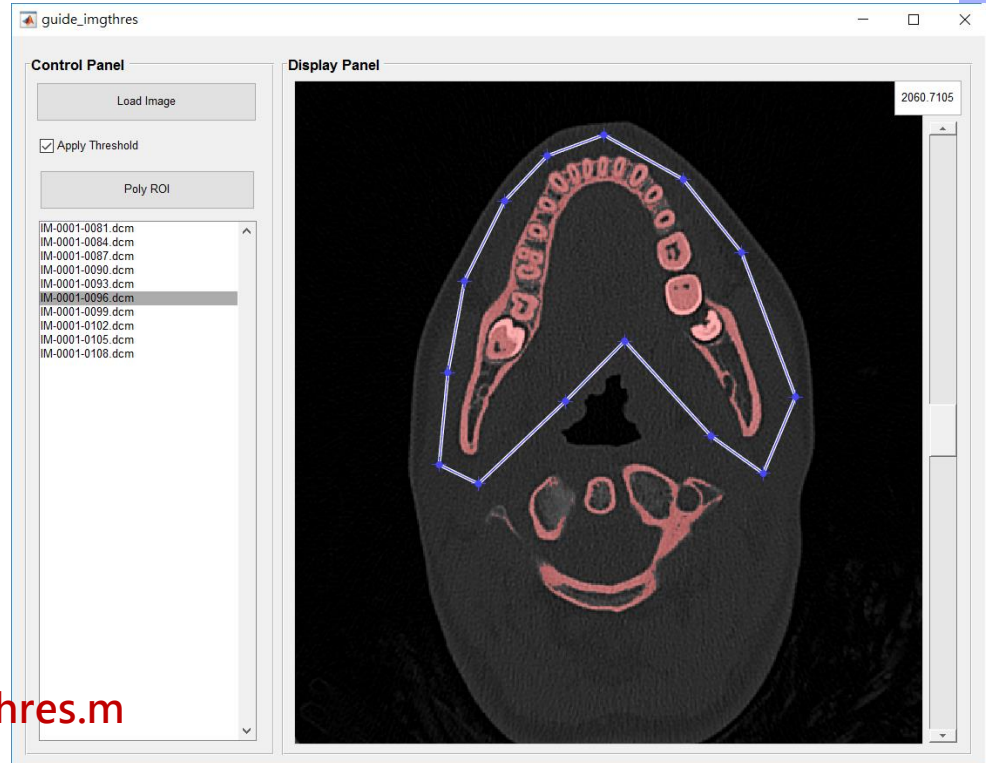 guide_imgthres
Control Panel
Load Image
Apply Threshold
Poly ROI
IM-0001-0081.dcm
IM-0001-0084.dcm
IM-0001-0087.dcm
IM-0001-0090.dcm
IM-0001-0093.dcm
IM-0001-0096.dcm
IM-0001-0099.dcm
IM-0001-0102.dcm
IM-0001-0105.dcm
IM-0001-0108.dcm
Display Panel
2060.7105
hres.m